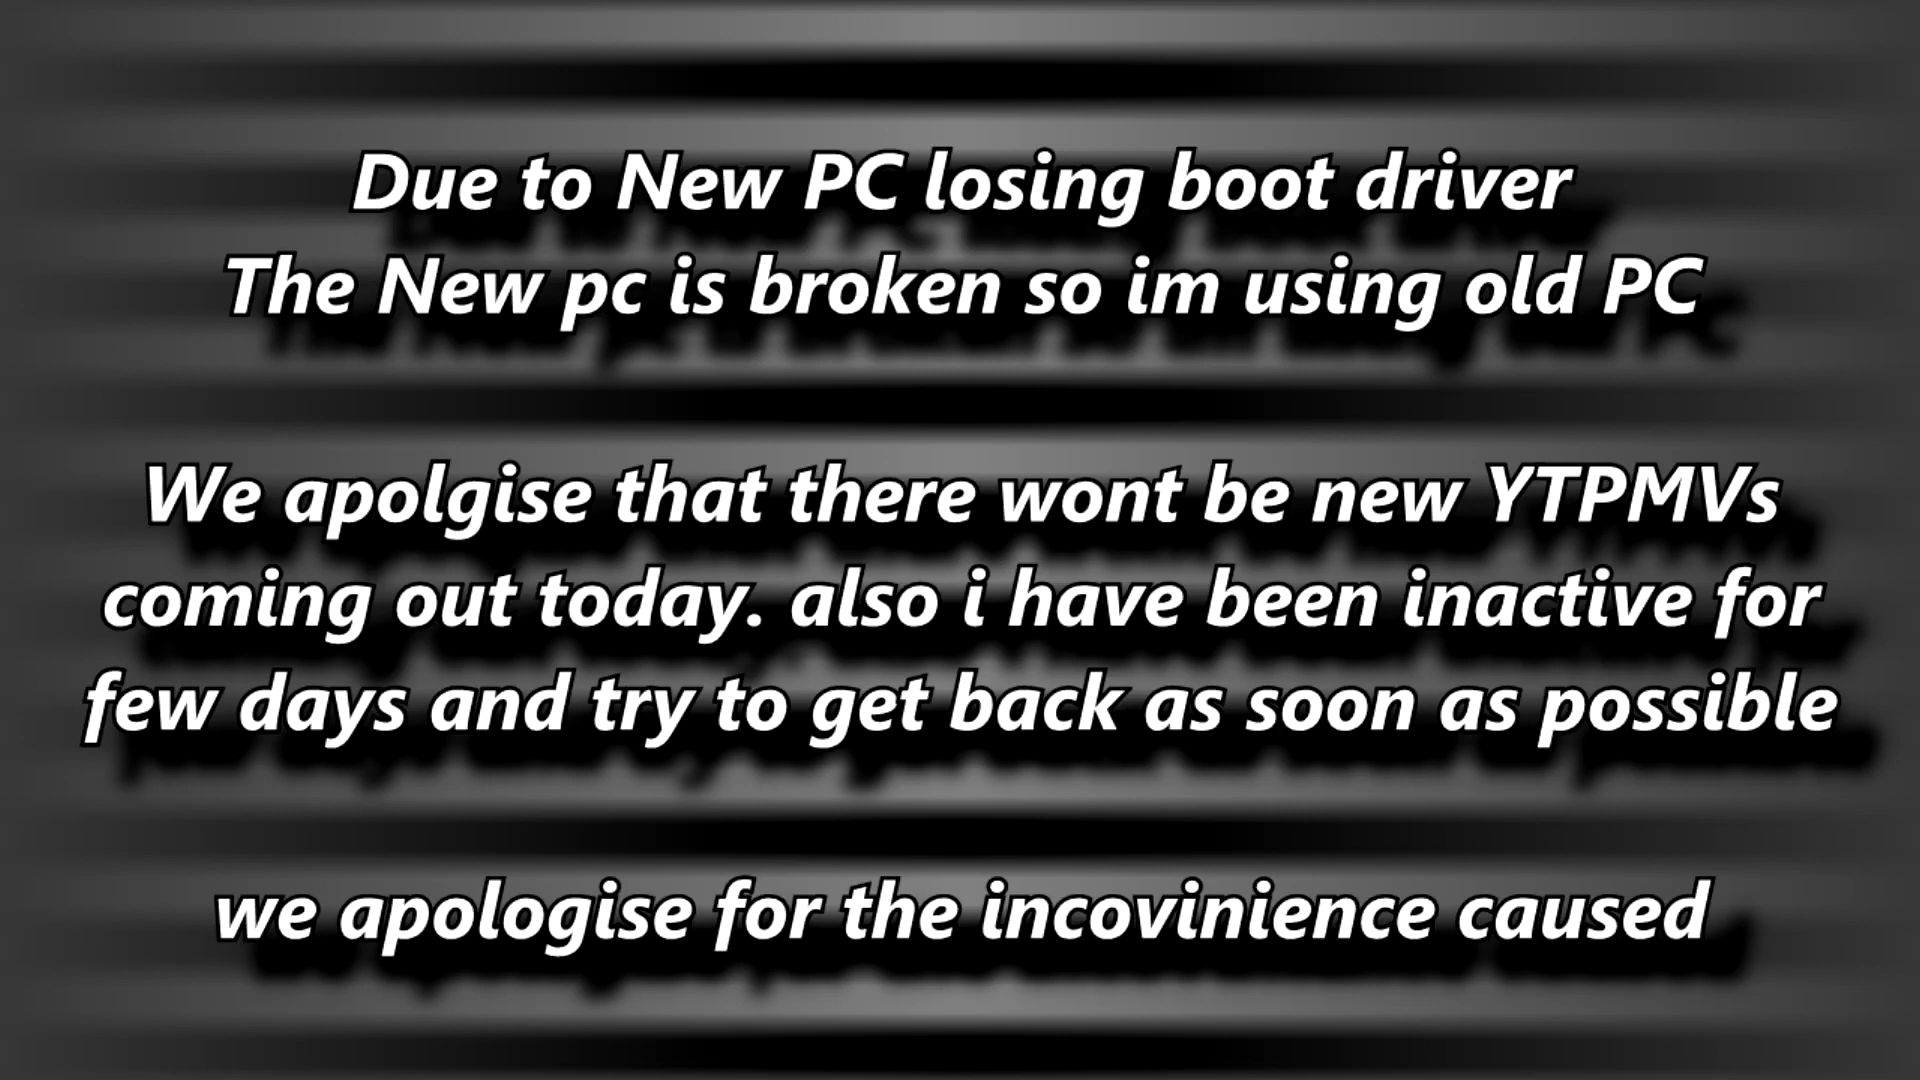 Due to New PC losing boot driver
The New pc is broken so im using old PC
We apolgise that there wont be new YTPMVs
coming out today. also i have been inactive for
few days and try to get back as soon as possible
we apologise for the incovinience caused